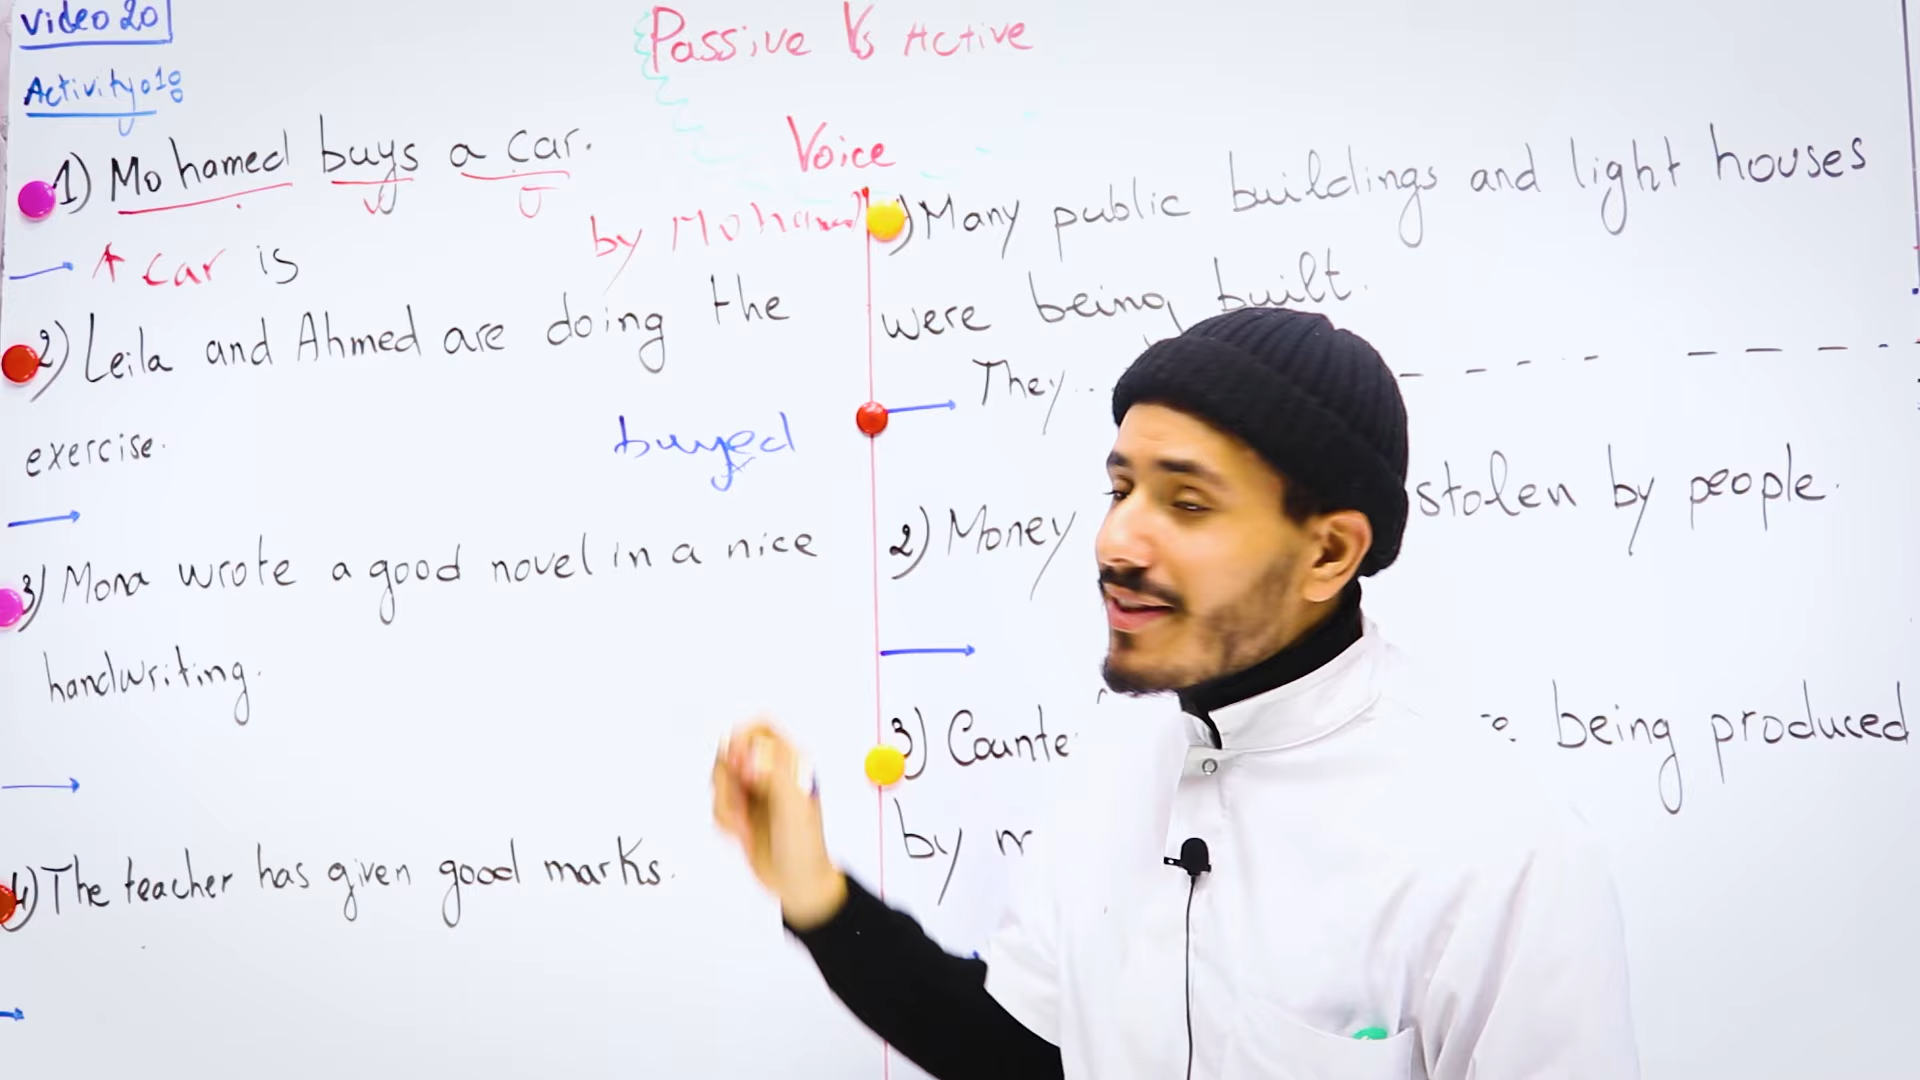 Video 20
Activity 01:
Passive Vs Active
Voice
1) Mohamed buys a car.
A car is
by Mohamed
2) Leila and Ahmed are doing the
exercise.
buyed
3) Mona wrote a good novel in a nice
handwriting.
4) The teacher has given good marks.
1) Many public buildings and light houses
were being built.
They
2) Money
stolen by people.
3)
being produced
by